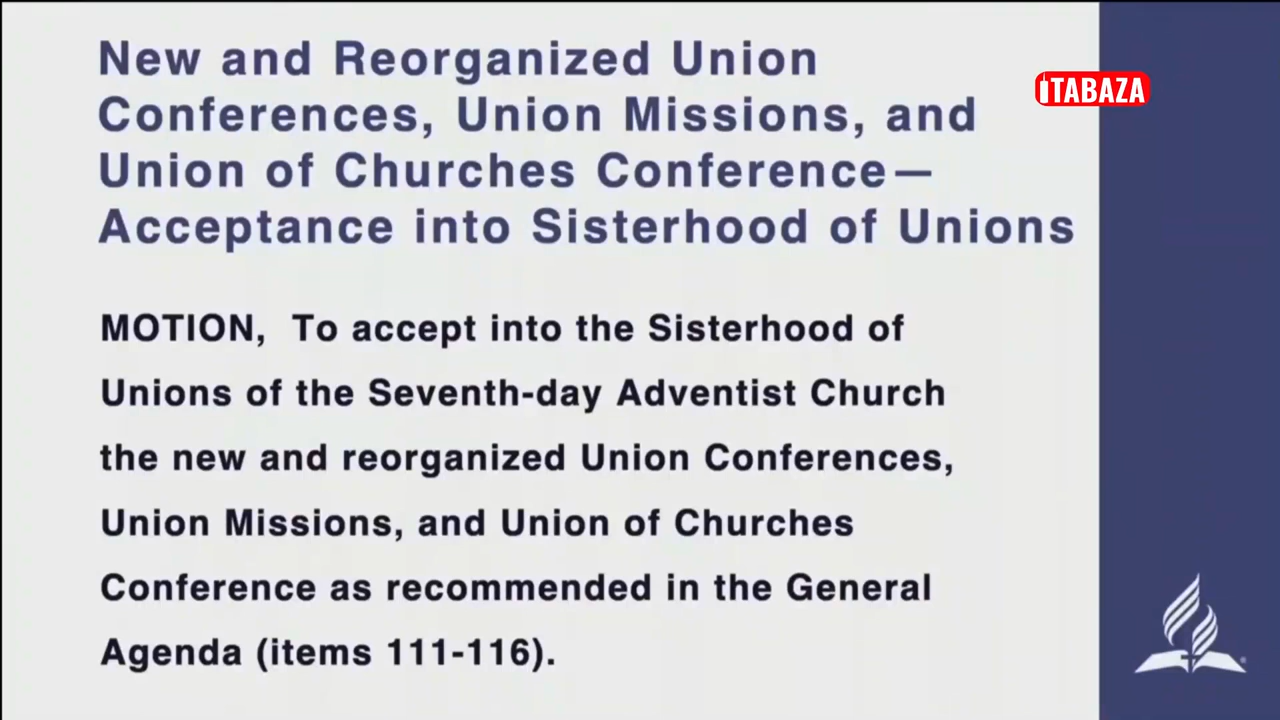 New and Reorganized Union
Conferences, Union Missions, and
Union of Churches Conference—
Acceptance into Sisterhood of Unions
ITABAZA
MOTION,  To accept into the Sisterhood of
Unions of the Seventh-day Adventist Church
the new and reorganized Union Conferences,
Union Missions, and Union of Churches
Conference as recommended in the General
Agenda (items 111-116).